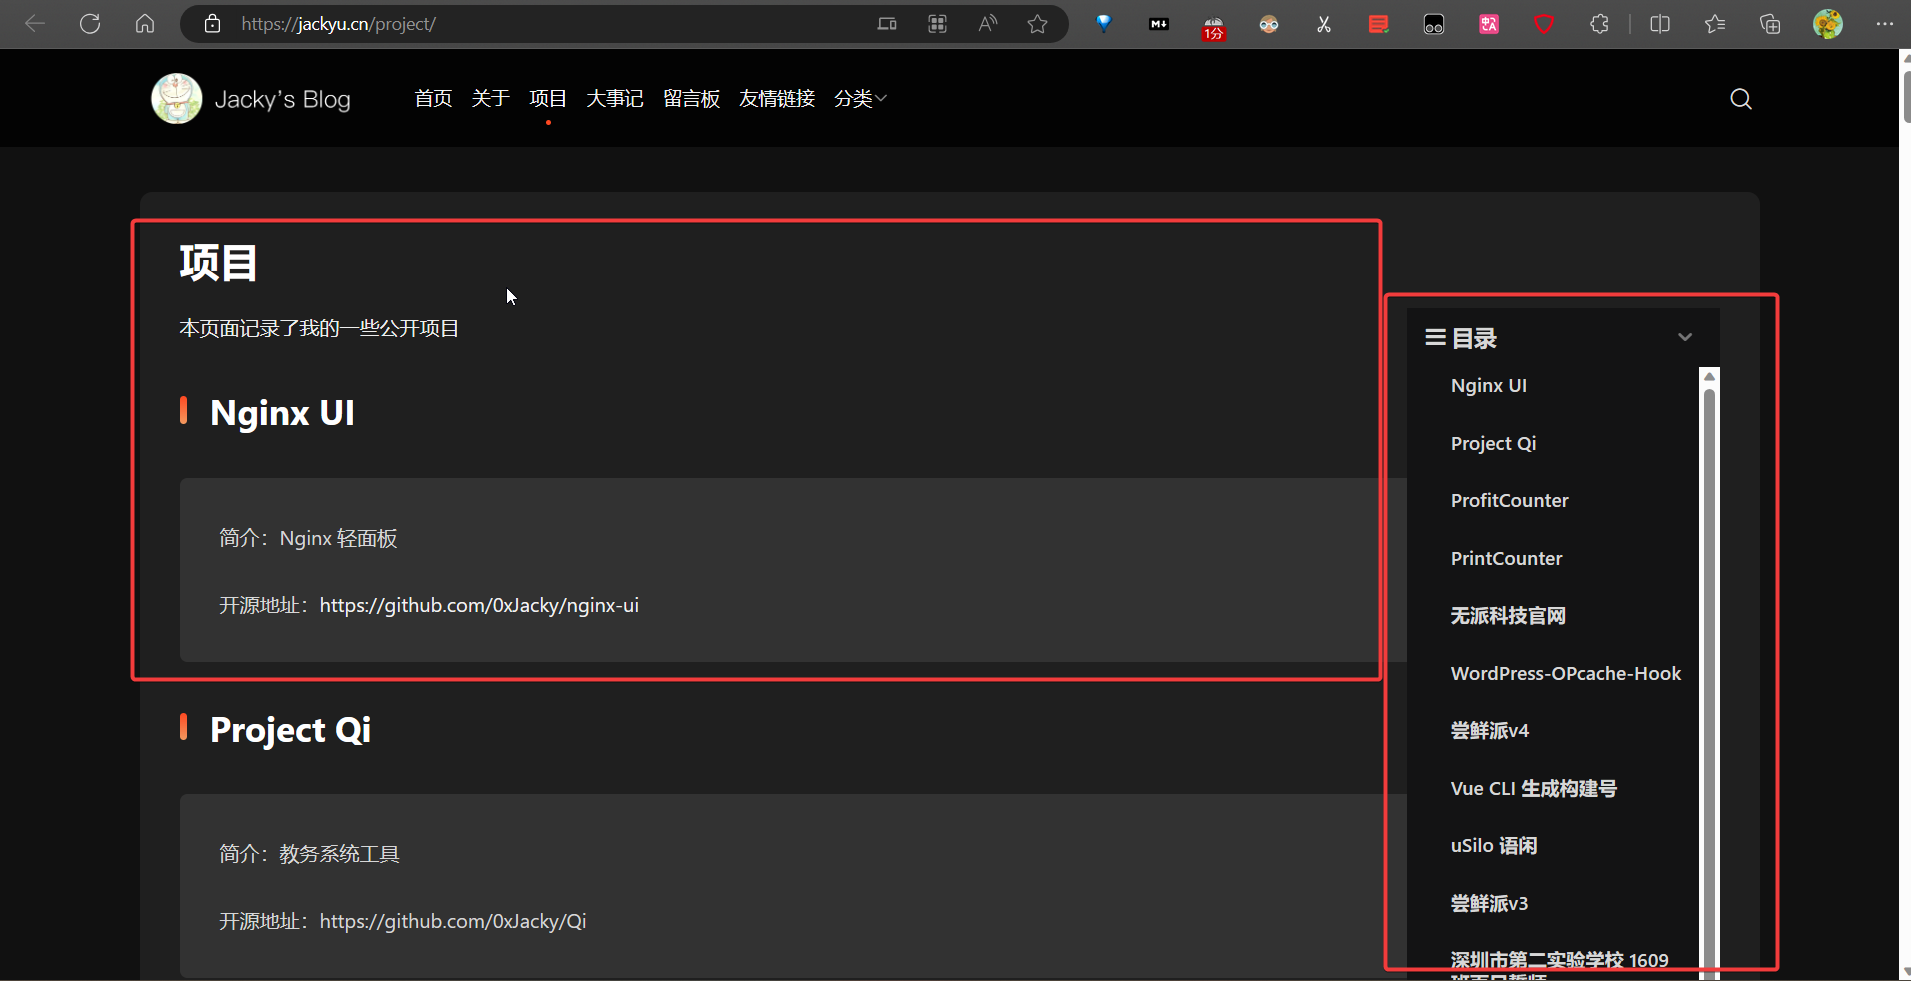 https://jackyu.cn/project/
M↓
1分
中A
Jacky's Blog
首页 关于 项目 大事记 留言板 友情链接 分类
项目
本页面记录了我的一些公开项目
Nginx UI
简介：Nginx 轻面板
开源地址：https://github.com/0xJacky/nginx-ui
Project Qi
简介：教务系统工具
开源地址：https://github.com/0xJacky/Qi
目录
Nginx UI
Project Qi
ProfitCounter
PrintCounter
无派科技官网
WordPress-OPcache-Hook
尝鲜派v4
Vue CLI 生成构建号
uSilo 语闲
尝鲜派v3
深圳市第二实验学校 1609